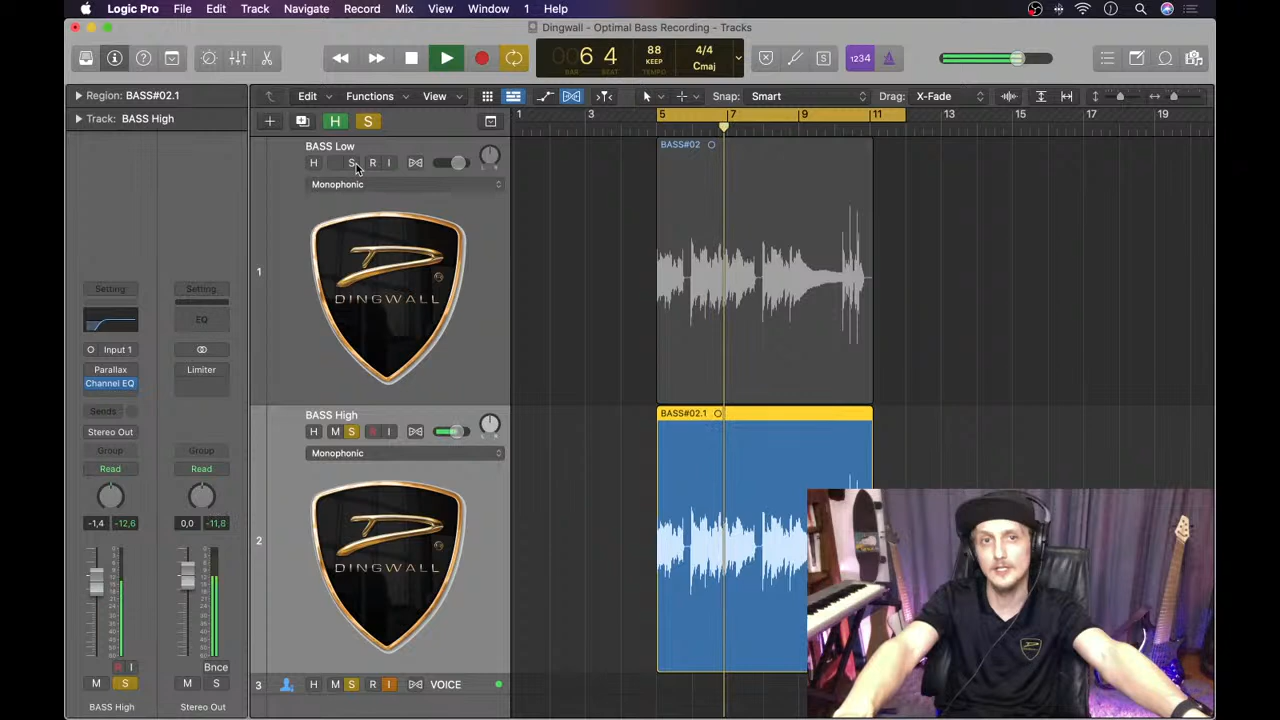 Logic Pro File Edit Track Navigate Record Mix View Window 1 Help
Dingwall - Optimal Bass Recording - Tracks
006 4 88 4/4
KEEP Cmaj
BAR BEAT TEMPO
1234
Region: BASS#02.1
Edit Functions View Snap: Smart Drag: X-Fade
Track: BASS High
H S
1 3 5 7 9 11 13 15 17 19
BASS Low
BASS#02
H S R I
Monophonic
DINGWALL
1
Setting Setting
EQ
Input 1
Parallax Limiter
Channel EQ
Sends
BASS High
BASS#02.1
H M S R I
Stereo Out
Monophonic
Group Group
Read Read
-1,4 -12,6 0,0 -11,8
DINGWALL
2
R I Bnce
M S M S
3 H M S R I VOICE
BASS High Stereo Out